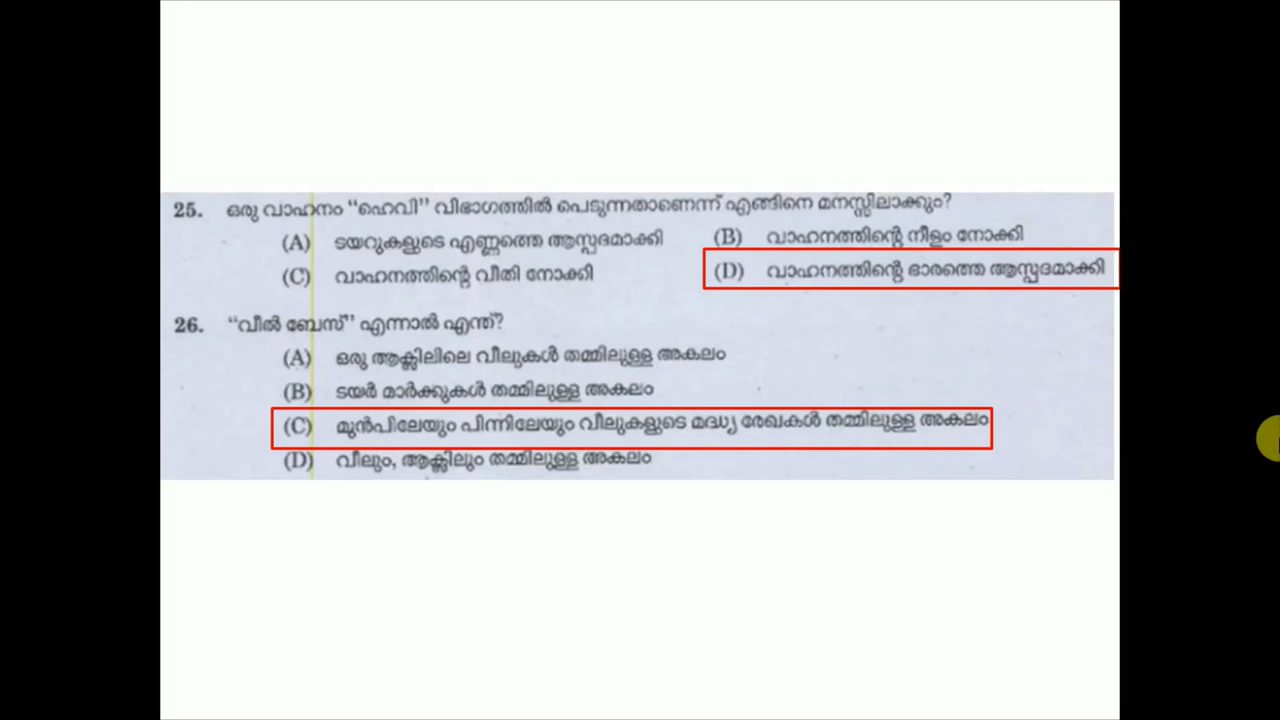 25. ഒരു വാഹനം “ഹെവി” വിഭാഗത്തിൽ പെടുന്നതാണെന്ന് എങ്ങിനെ മനസ്സിലാക്കും?
(A) ടയറുകളുടെ എണ്ണത്തെ ആസ്പദമാക്കി (B) വാഹനത്തിന്റെ നീളം നോക്കി
(C) വാഹനത്തിന്റെ വീതി നോക്കി (D) വാഹനത്തിന്റെ ഭാരത്തെ ആസ്പദമാക്കി
26. “വീൽ ബേസ്” എന്നാൽ എന്ത്?
(A) ഒരു ആക്സിലിലെ വീലുകൾ തമ്മിലുള്ള അകലം
(B) ടയർ മാർക്കുകൾ തമ്മിലുള്ള അകലം
(C) മുൻപിലേയും പിന്നിലേയും വീലുകളുടെ മദ്ധ്യ രേഖകൾ തമ്മിലുള്ള അകലം
(D) വീലും, ആക്സിലും തമ്മിലുള്ള അകലം